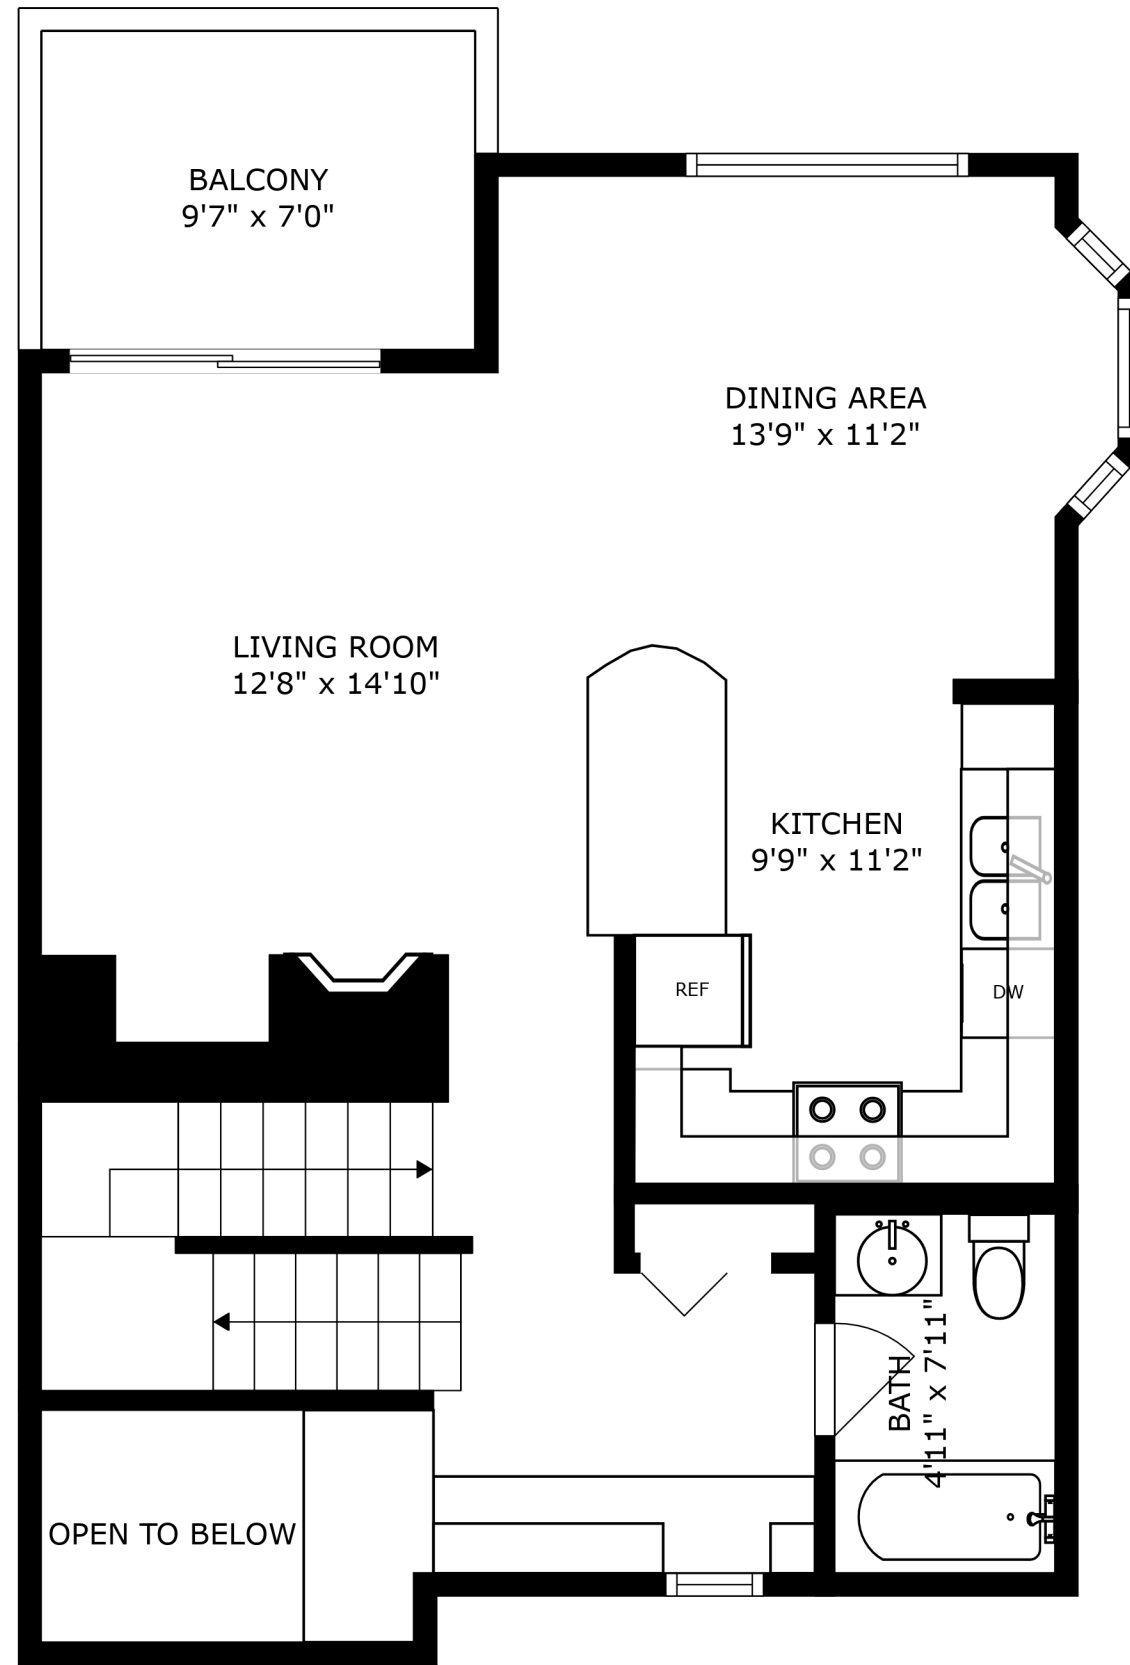 BALCONY
9'7" x 7'0"
DINING AREA
13'9" x 11'2"
LIVING ROOM
12'8" x 14'10"
KITCHEN
9'9" x 11'2"
REF
DW
BATH
4'11" x 7'11"
OPEN TO BELOW